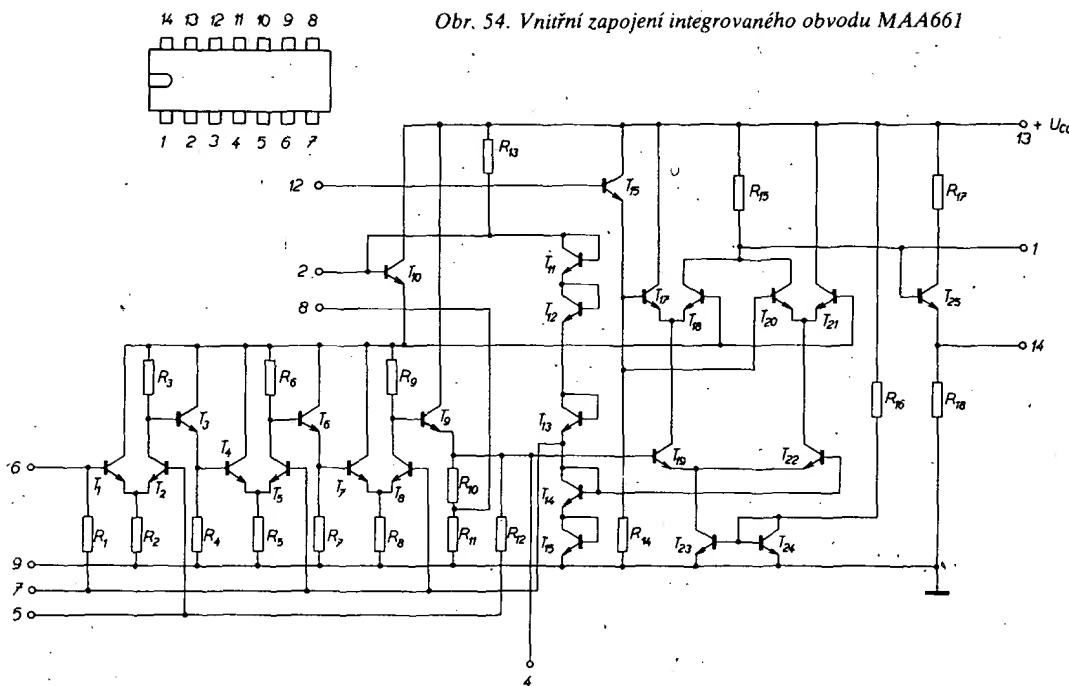 Obr. 54. Vnitřní zapojení integrovaného obvodu MAA661
14 13 12 11 10 9 8
1 2 3 4 5 6 7
13 + U
R13
12
T15
R15
R17
1
2
T10
T11
8
T12
T17
T18
T20
T21
T25
14
R3
R6
R9
R16
R18
T3
T6
T9
T13
T4
T19
T22
6
T1
T2
T5
T7
T8
R10
T14
R1
R2
R4
R5
R7
R8
R11
R12
T15
R14
T23
T24
9
7
5
4